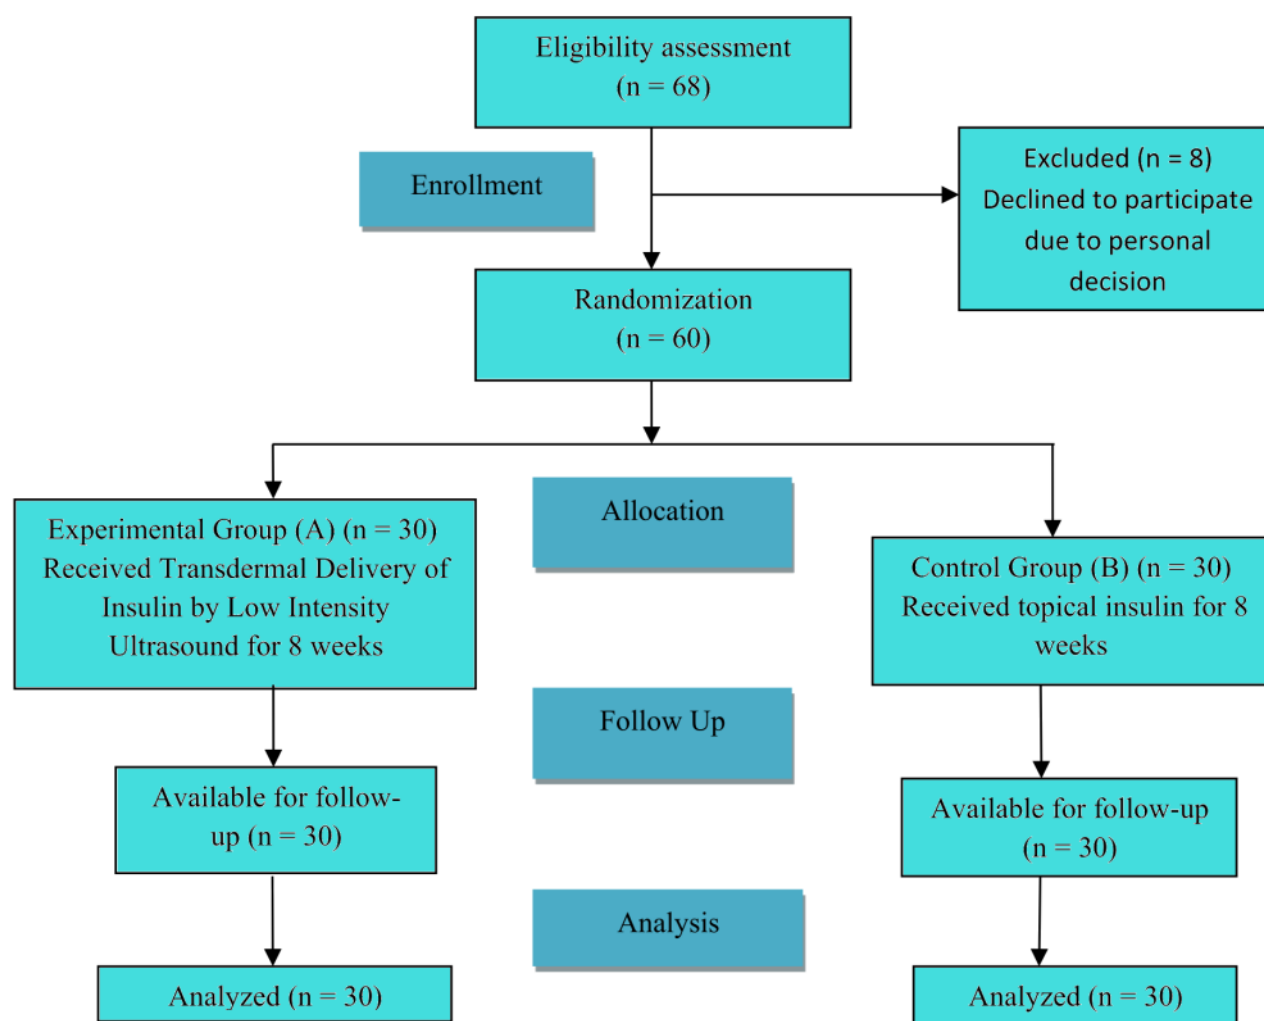 Eligibility assessment
(n = 68)
Enrollment
Excluded (n = 8)
Declined to participate
due to personal
decision
Randomization
(n = 60)
Allocation
Experimental Group (A) (n = 30)
Received Transdermal Delivery of
Insulin by Low Intensity
Ultrasound for 8 weeks
Control Group (B) (n = 30)
Received topical insulin for 8
weeks
Follow Up
Available for follow-
up (n = 30)
Available for follow-up
(n = 30)
Analysis
Analyzed (n = 30)
Analyzed (n = 30)